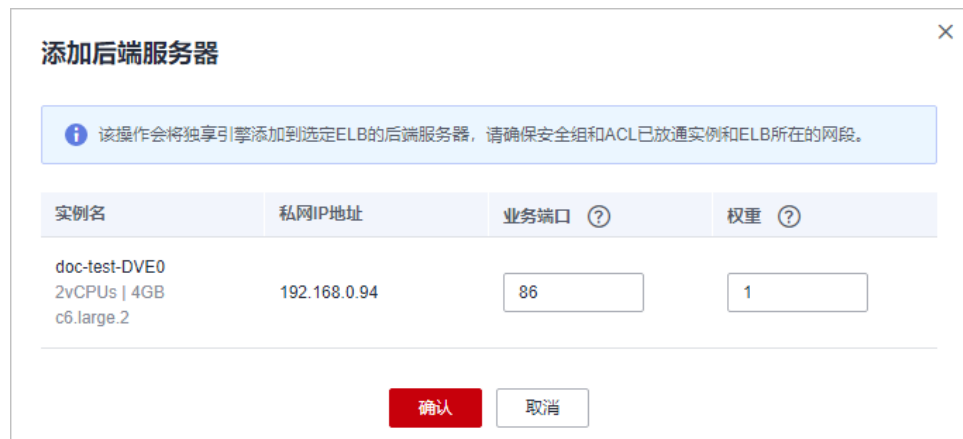 添加后端服务器
该操作会将独享引擎添加到选定ELB的后端服务器，请确保安全组和ACL已放通实例和ELB所在的网段。
实例名 私网IP地址 业务端口 权重
doc-test-DVE0
2vCPUs | 4GB 192.168.0.94 86 1
c6.large.2
确认 取消